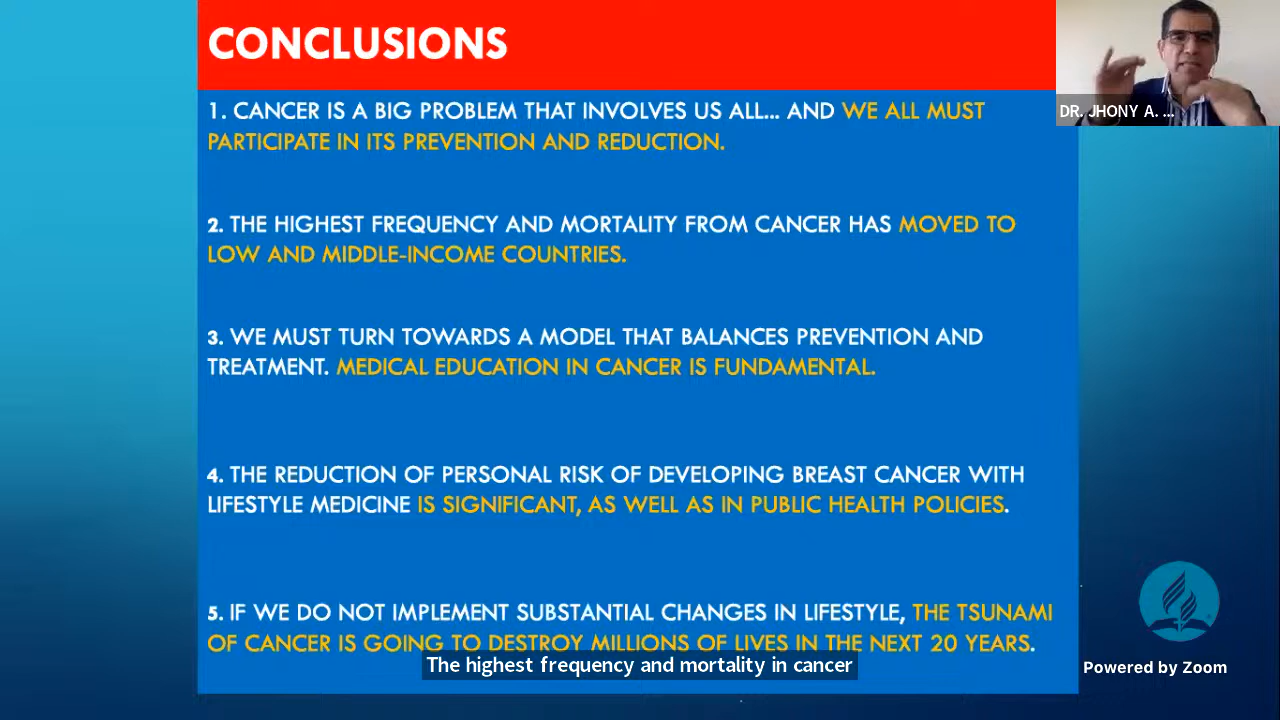 CONCLUSIONS
1. CANCER IS A BIG PROBLEM THAT INVOLVES US ALL... AND WE ALL MUST
PARTICIPATE IN ITS PREVENTION AND REDUCTION.
2. THE HIGHEST FREQUENCY AND MORTALITY FROM CANCER HAS MOVED TO
LOW AND MIDDLE-INCOME COUNTRIES.
3. WE MUST TURN TOWARDS A MODEL THAT BALANCES PREVENTION AND
TREATMENT. MEDICAL EDUCATION IN CANCER IS FUNDAMENTAL.
4. THE REDUCTION OF PERSONAL RISK OF DEVELOPING BREAST CANCER WITH
LIFESTYLE MEDICINE IS SIGNIFICANT, AS WELL AS IN PUBLIC HEALTH POLICIES.
5. IF WE DO NOT IMPLEMENT SUBSTANTIAL CHANGES IN LIFESTYLE, THE TSUNAMI
OF CANCER IS GOING TO DESTROY MILLIONS OF LIVES IN THE NEXT 20 YEARS.
The highest frequency and mortality in cancer
DR. JHONY A. ...
Powered by Zoom